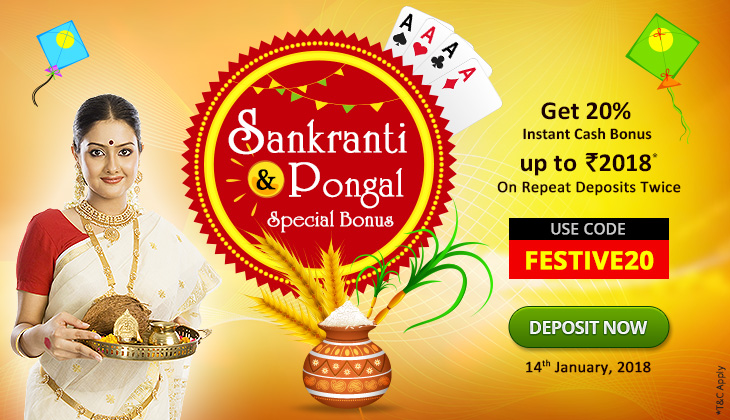 A A A A
Sankranti
& Pongal
Special Bonus
Get 20%
Instant Cash Bonus
up to ₹2018*
On Repeat Deposits Twice
USE CODE
FESTIVE20
DEPOSIT NOW
14th January, 2018
*T&C Apply